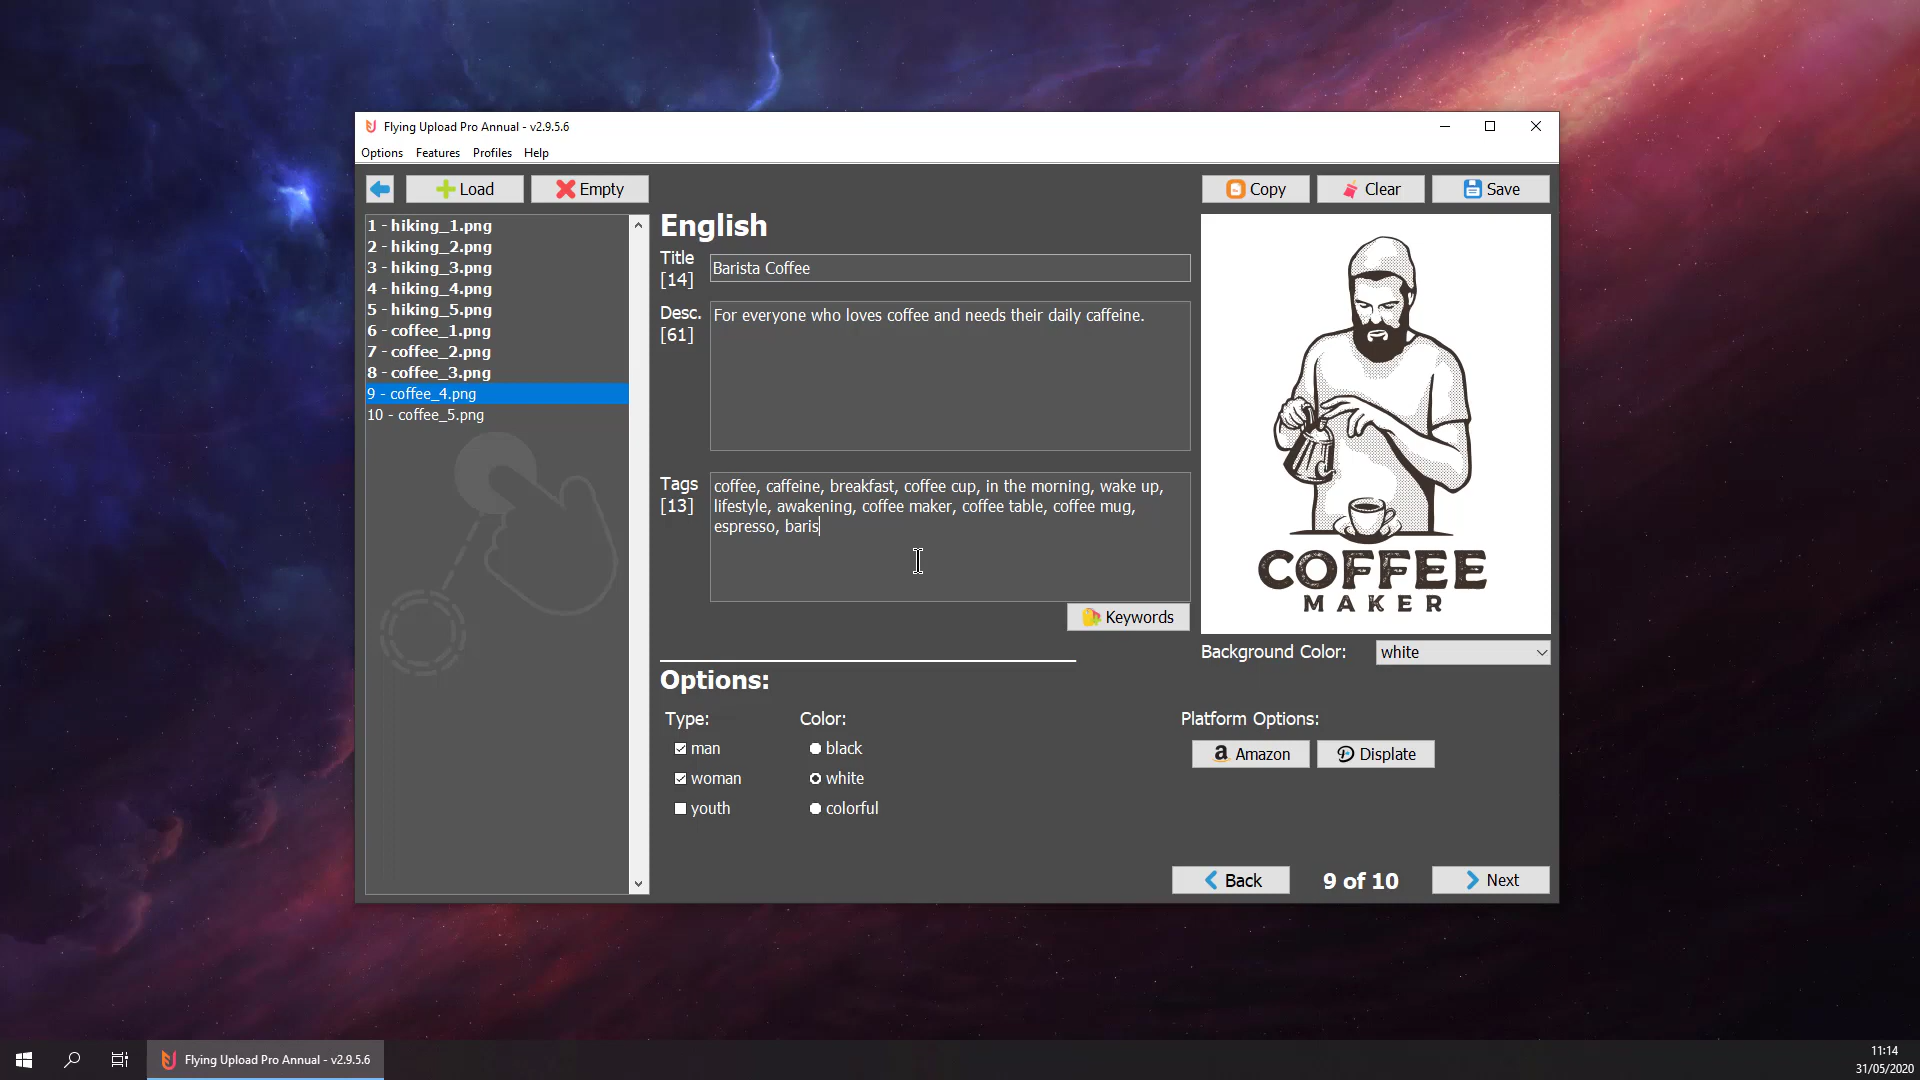 Flying Upload Pro Annual - v2.9.5.6
Options Features Profiles Help
Load Empty Copy Clear Save
1 - hiking_1.png
2 - hiking_2.png
3 - hiking_3.png
4 - hiking_4.png
5 - hiking_5.png
6 - coffee_1.png
7 - coffee_2.png
8 - coffee_3.png
9 - coffee_4.png
10 - coffee_5.png
English
Title
[14]
Barista Coffee
Desc.
[61]
For everyone who loves coffee and needs their daily caffeine.
Tags
[13]
coffee, caffeine, breakfast, coffee cup, in the morning, wake up,
lifestyle, awakening, coffee maker, coffee table, coffee mug,
espresso, baris
Keywords
COFFEE
MAKER
Background Color: white
Options:
Type: Color:
man black
woman white
youth colorful
Platform Options:
Amazon Displate
Back 9 of 10 Next
Flying Upload Pro Annual - v2.9.5.6
11:14
31/05/2020